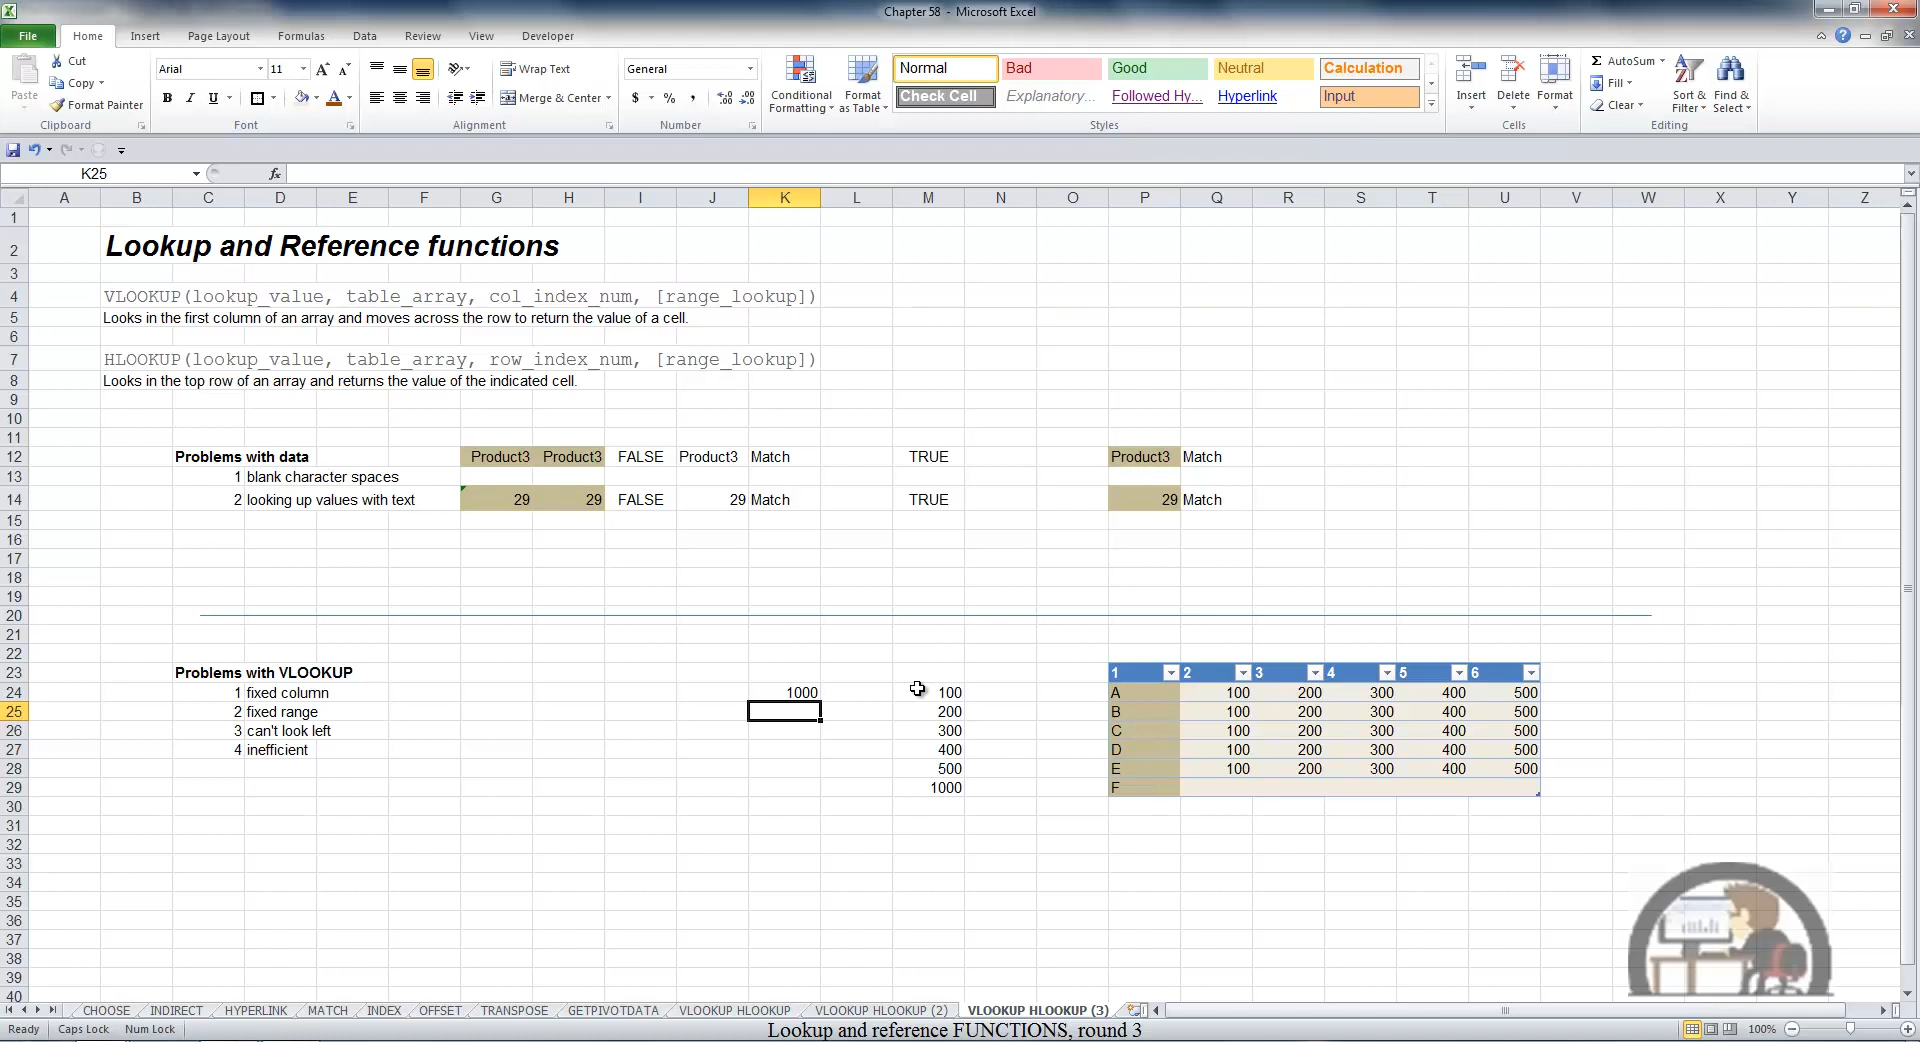 Chapter 58 - Microsoft Excel
File Home Insert Page Layout Formulas Data Review View Developer
Paste Cut Copy Format Painter Clipboard
Arial 11 B I U Font
Wrap Text Merge & Center Alignment
General $ % , Number
Conditional Formatting Format as Table
Normal Bad Good Neutral Calculation
Check Cell Explanatory... Followed Hy... Hyperlink Input
Styles
Insert Delete Format Cells
AutoSum Fill Clear Sort & Filter Find & Select Editing
K25 fx
A B C D E F G H I J K L M N O P Q R S T U V W X Y Z
1
2 Lookup and Reference functions
3
4 VLOOKUP(lookup_value, table_array, col_index_num, [range_lookup])
5 Looks in the first column of an array and moves across the row to return the value of a cell.
6
7 HLOOKUP(lookup_value, table_array, row_index_num, [range_lookup])
8 Looks in the top row of an array and returns the value of the indicated cell.
9
10
11
12 Problems with data Product3 Product3 FALSE Product3 Match TRUE Product3 Match
13 1 blank character spaces
14 2 looking up values with text 29 29 FALSE 29 Match TRUE 29 Match
15
16
17
18
19
20
21
22
23 Problems with VLOOKUP 1 2 3 4 5 6
24 1 fixed column 1000 100 A 100 200 300 400 500
25 2 fixed range 200 B 100 200 300 400 500
26 3 can't look left 300 C 100 200 300 400 500
27 4 inefficient 400 D 100 200 300 400 500
28 500 E 100 200 300 400 500
29 1000 F
30
31
32
33
34
35
36
37
38
39
40
CHOOSE INDIRECT HYPERLINK MATCH INDEX OFFSET TRANSPOSE GETPIVOTDATA VLOOKUP HLOOKUP VLOOKUP HLOOKUP (2) VLOOKUP HLOOKUP (3)
Ready Caps Lock Num Lock 100%
Lookup and reference FUNCTIONS, round 3